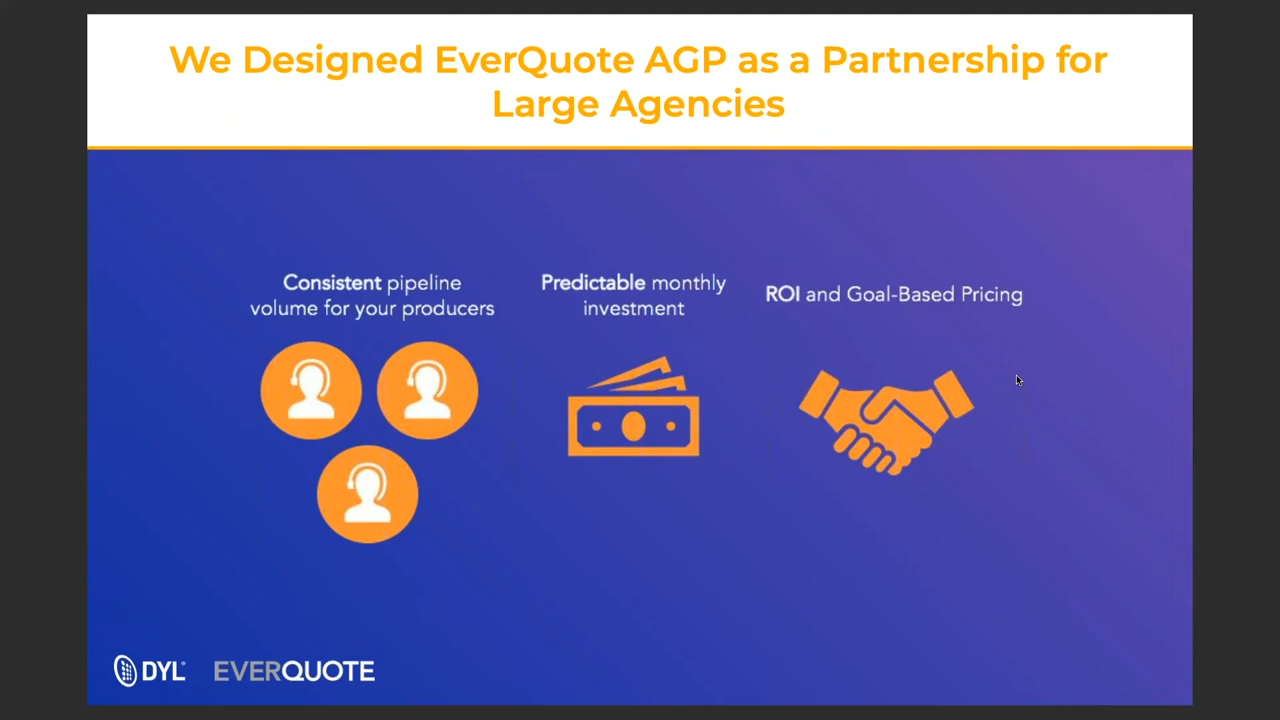 We Designed EverQuote AGP as a Partnership for
Large Agencies
Consistent pipeline
volume for your producers
Predictable monthly
investment
ROI and Goal-Based Pricing
DYL®
EVERQUOTE